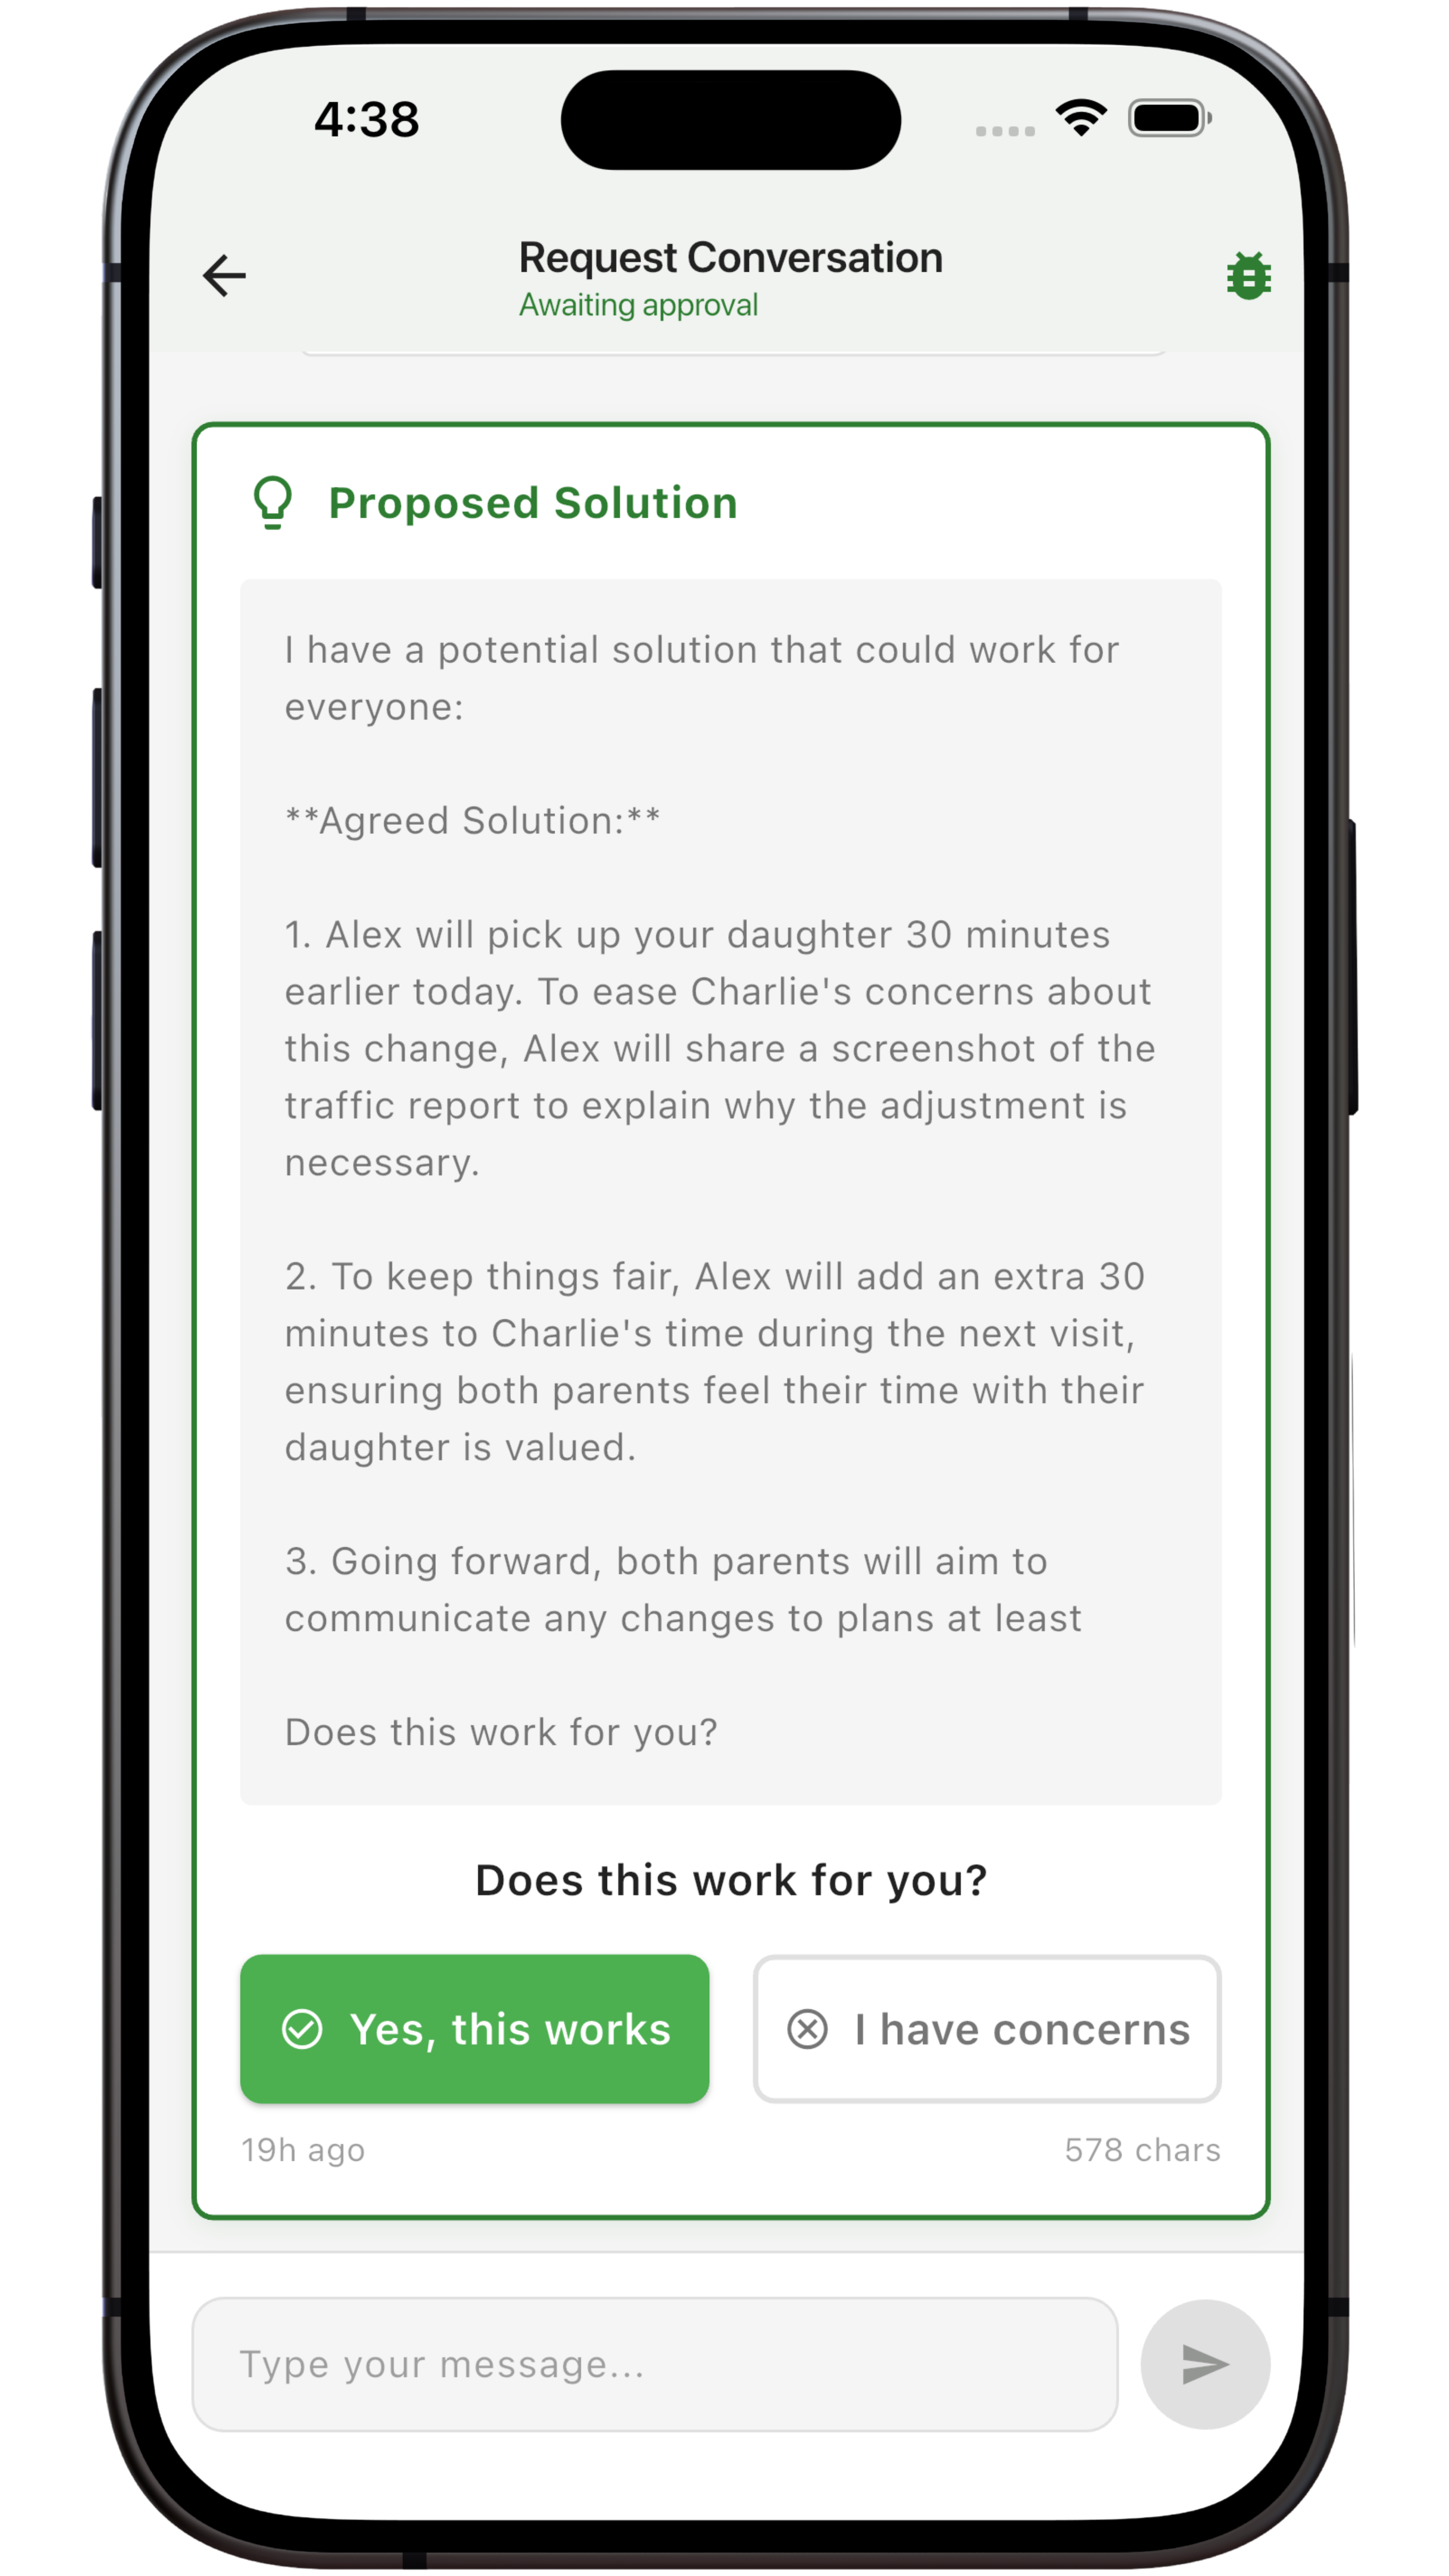 4:38
Request Conversation
Awaiting approval
Proposed Solution
I have a potential solution that could work for
everyone:
**Agreed Solution:**
1. Alex will pick up your daughter 30 minutes
earlier today. To ease Charlie's concerns about
this change, Alex will share a screenshot of the
traffic report to explain why the adjustment is
necessary.
2. To keep things fair, Alex will add an extra 30
minutes to Charlie's time during the next visit,
ensuring both parents feel their time with their
daughter is valued.
3. Going forward, both parents will aim to
communicate any changes to plans at least
Does this work for you?
Does this work for you?
Yes, this works
I have concerns
19h ago
578 chars
Type your message...